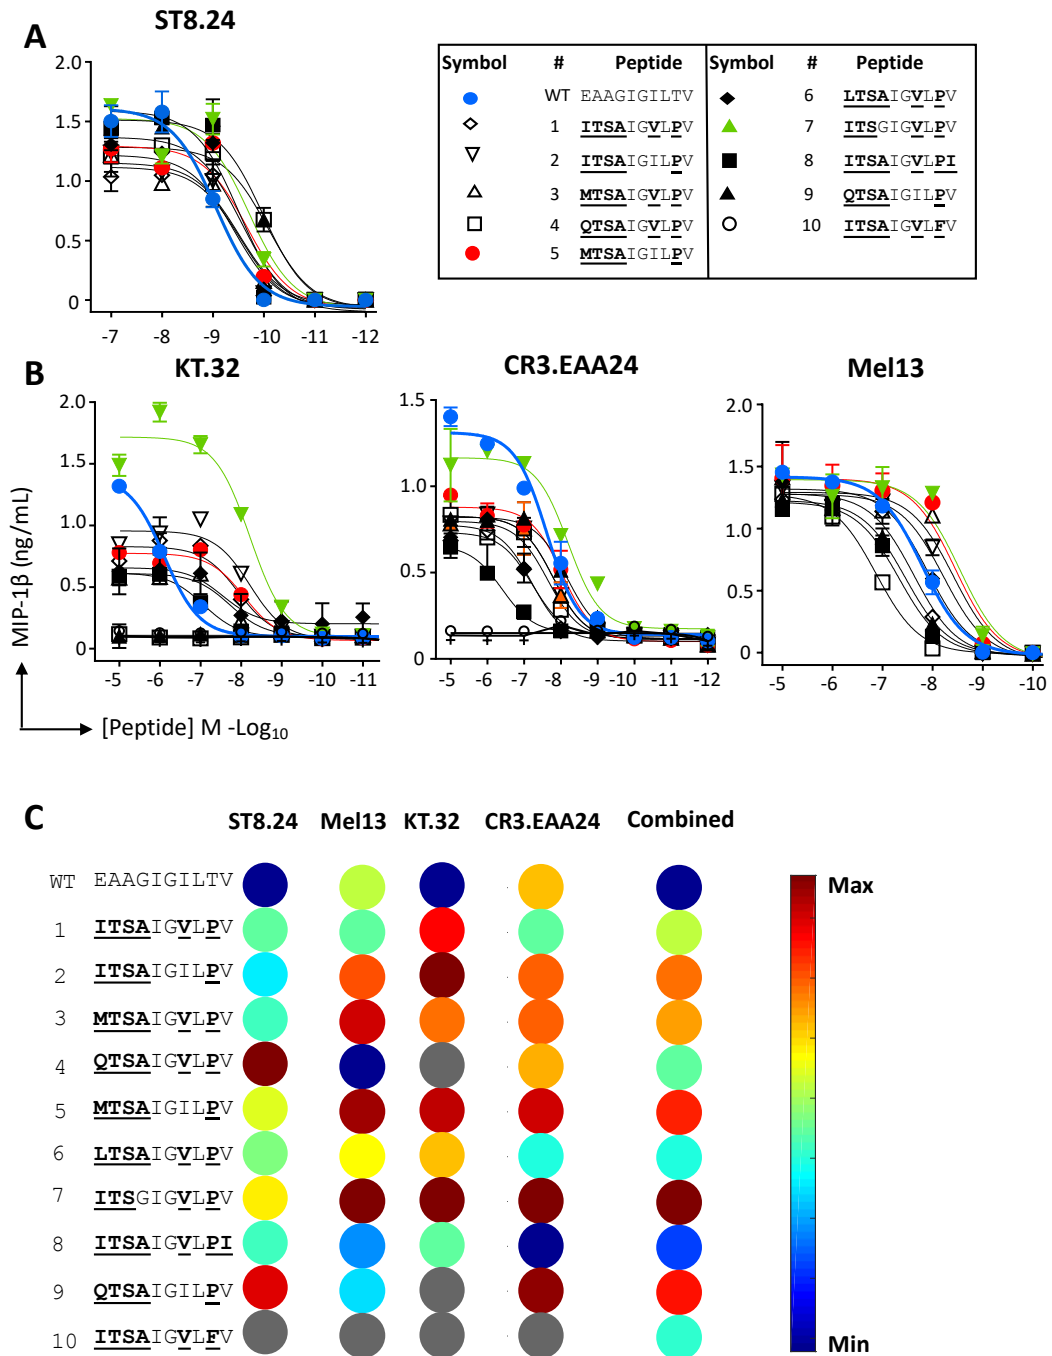 A
ST8.24
2.0
1.5
1.0
0.5
0
-7 -8 -9 -10 -11 -12
Symbol # Peptide Symbol # Peptide
WT EAAGIGILTV 6 LTSAIGVLPV
1 ITSAIGVLPV 7 ITSGIGVLPV
2 ITSAIGILPV 8 ITSAIGVLPI
3 MTSAIGVLPV 9 QTSAIGILPV
4 QTSAIGVLPV 10 ITSAIGVLFV
5 MTSAIGILPV
B
KT.32 CR3.EAA24 Mel13
2.0
1.5
1.0
0.5
0
-5 -6 -7 -8 -9 -10 -11
1.5
1.0
0.5
0
-5 -6 -7 -8 -9 -10 -11 -12
2.0
1.5
1.0
0.5
0
-5 -6 -7 -8 -9 -10
MIP-1β (ng/mL)
[Peptide] M -Log10
C
ST8.24 Mel13 KT.32 CR3.EAA24 Combined
WT EAAGIGILTV
1 ITSAIGVLPV
2 ITSAIGILPV
3 MTSAIGVLPV
4 QTSAIGVLPV
5 MTSAIGILPV
6 LTSAIGVLPV
7 ITSGIGVLPV
8 ITSAIGVLPI
9 QTSAIGILPV
10 ITSAIGVLFV
Max
Min